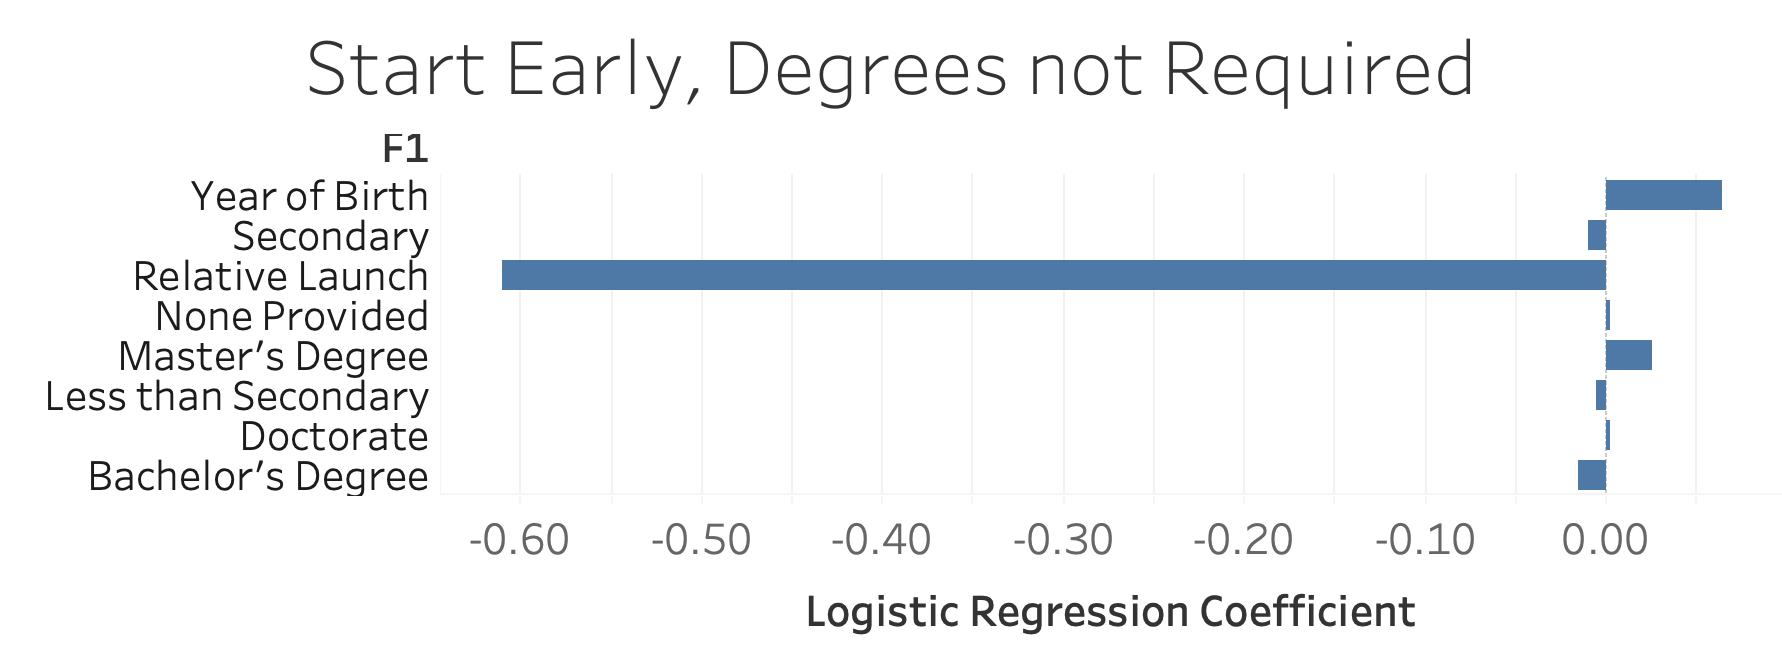 Start Early, Degrees not Required
F1
Year of Birth
Secondary
Relative Launch
None Provided
Master’s Degree
Less than Secondary
Doctorate
Bachelor’s Degree
-0.60 -0.50 -0.40 -0.30 -0.20 -0.10 0.00
Logistic Regression Coefficient